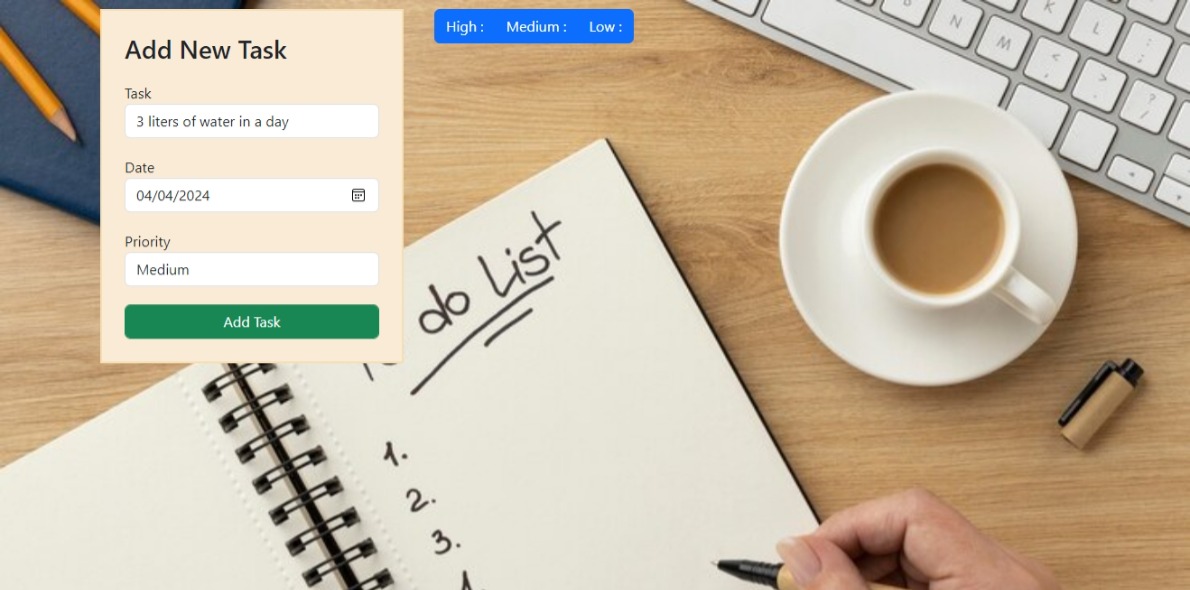 Add New Task
Task
3 liters of water in a day
Date
04/04/2024
Priority
Medium
Add Task
High :
Medium :
Low :
do List
1.
2.
3.
N
M
K
L